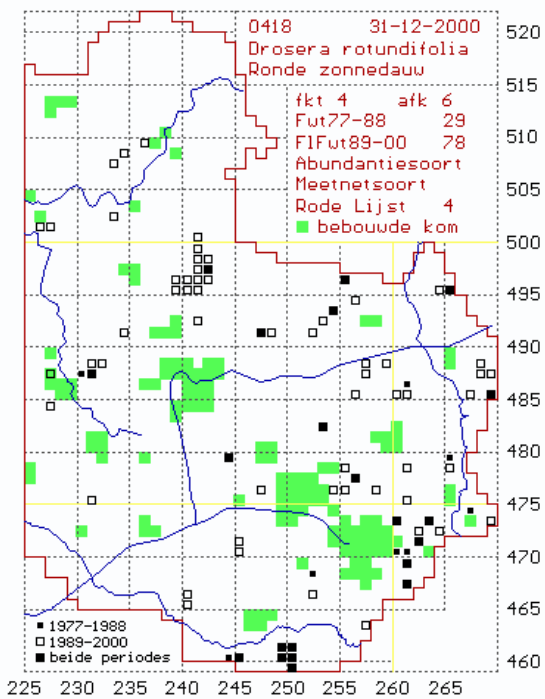 0418 31-12-2000
Drosera rotundifolia
Ronde zonnedauw
fkt 4 afk 6
Fwt77-88 29
FlFwt89-00 78
Abundantiesoort
Meetnetsoort
Rode Lijst 4
bebouwde kom
520
515
510
505
500
495
490
485
480
475
470
465
460
1977-1988
1989-2000
beide periodes
225 230 235 240 245 250 255 260 265